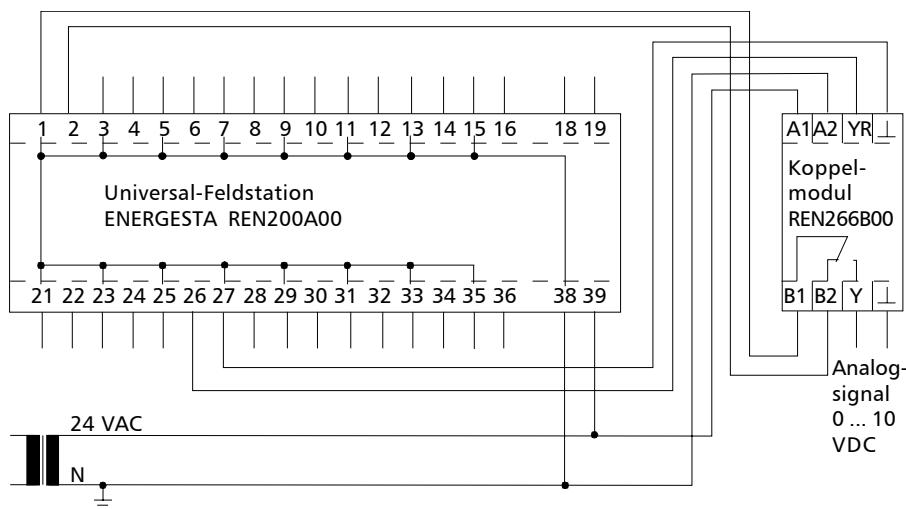 1 2 3 4 5 6 7 8 9 10 11 12 13 14 15 16 18 19
A1 A2 YR ⊥
Universal-Feldstation
ENERGESTA REN200A00
Koppel-
modul
REN266B00
21 22 23 24 25 26 27 28 29 30 31 32 33 34 35 36 38 39
B1 B2 Y ⊥
Analog-
signal
0 ... 10
VDC
24 VAC
N